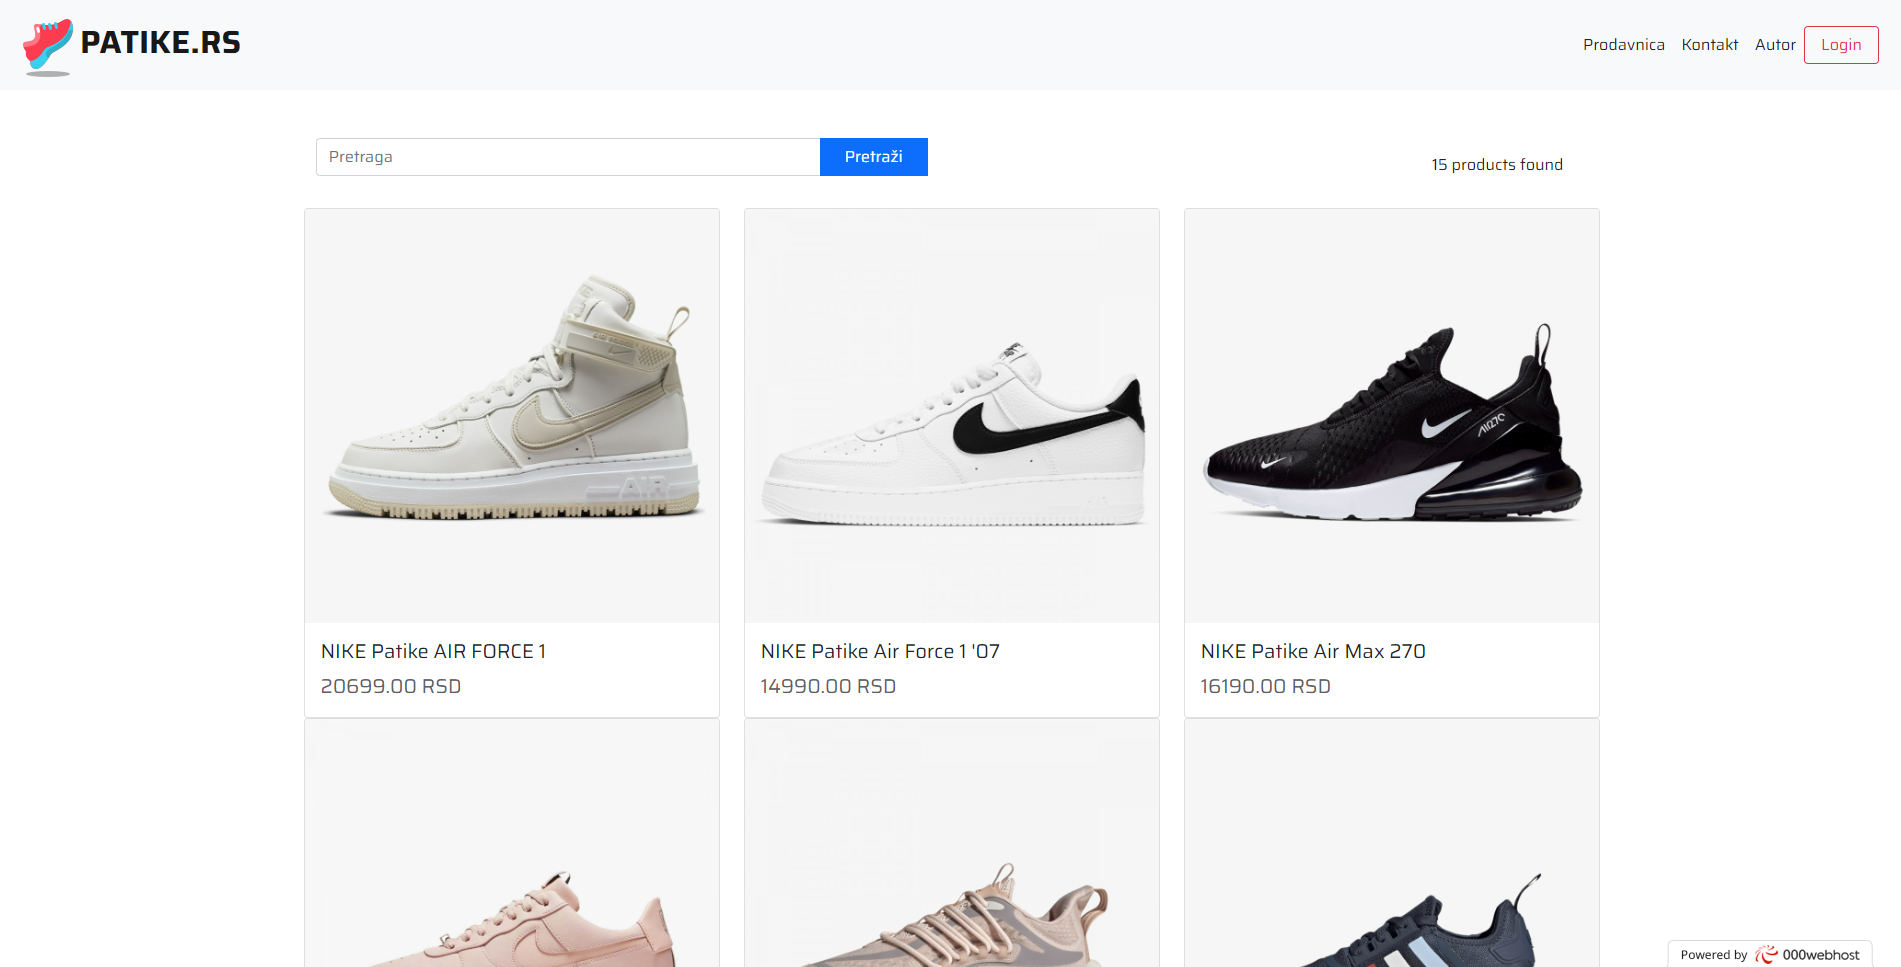 PATIKE.RS
Prodavnica Kontakt Autor Login
Pretraga Pretraži
15 products found
AIR
AIR270
NIKE Patike AIR FORCE 1
20699.00 RSD
NIKE Patike Air Force 1 '07
14990.00 RSD
NIKE Patike Air Max 270
16190.00 RSD
Powered by 000webhost